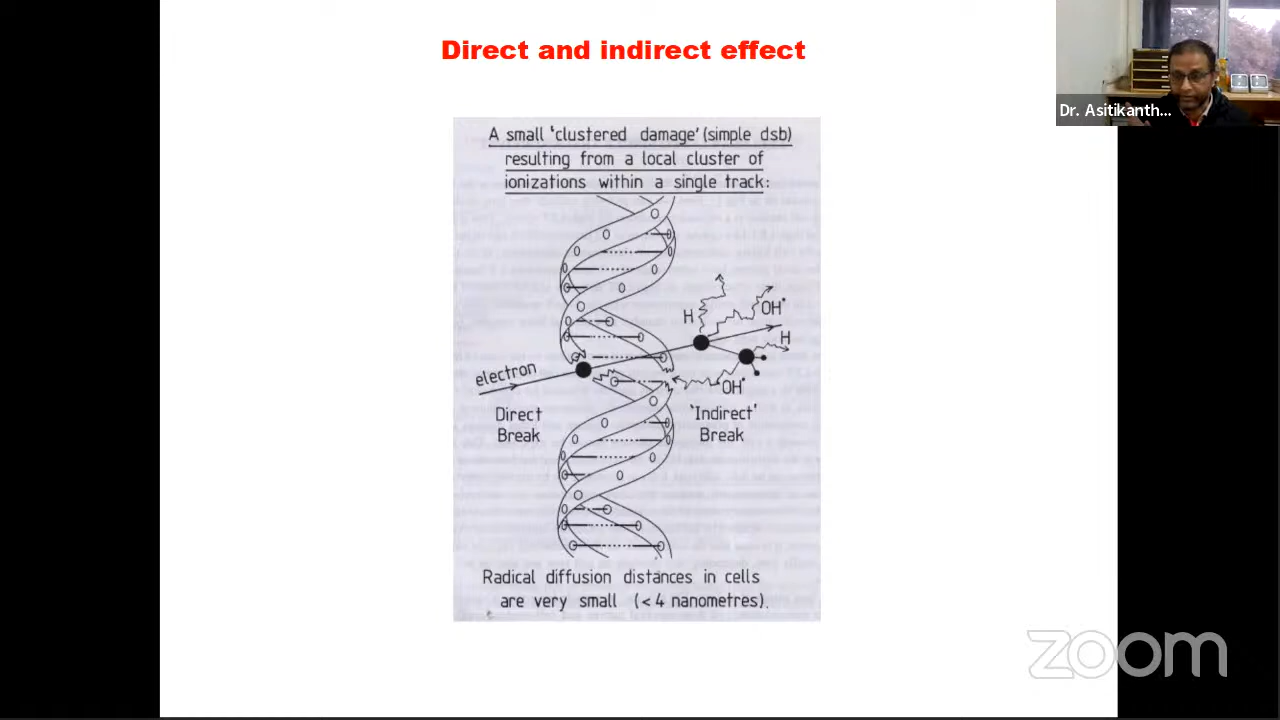 Direct and indirect effect
Dr. Asitikanth...
A small 'clustered damage' (simple dsb)
resulting from a local cluster of
ionizations within a single track:
H
OH•
H
electron
OH•
Direct
Break
'Indirect'
Break
Radical diffusion distances in cells
are very small (< 4 nanometres).
zoom